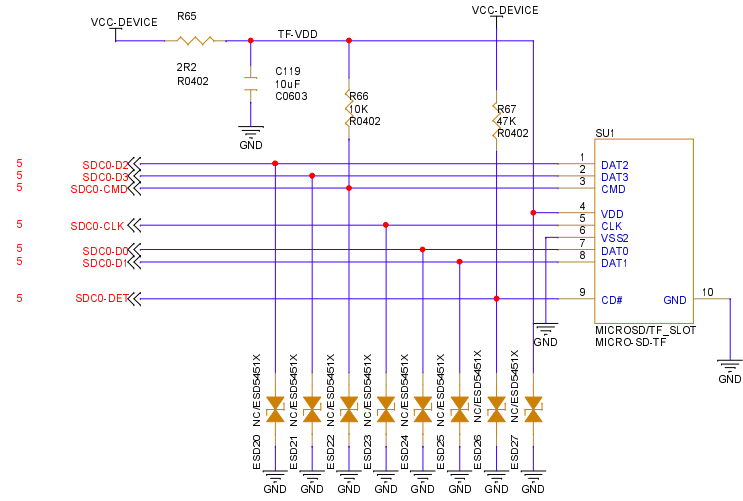 VCC-DEVICE
R65
2R2
R0402
TF-VDD
C119
10uF
C0603
GND
R66
10K
R0402
VCC-DEVICE
R67
47K
R0402
SU1
5 SDC0-D2 1 DAT2
5 SDC0-D3 2 DAT3
5 SDC0-CMD 3 CMD
4 VDD
5 SDC0-CLK 5 CLK
6 VSS2
5 SDC0-D0 7 DAT0
5 SDC0-D1 8 DAT1
5 SDC0-DET 9 CD# GND 10
GND
MICROSD/TF_SLOT
MICRO-SD-TF
GND
ESD20 NC/ESD5451X
ESD21 NC/ESD5451X
ESD22 NC/ESD5451X
ESD23 NC/ESD5451X
ESD24 NC/ESD5451X
ESD25 NC/ESD5451X
ESD26 NC/ESD5451X
ESD27 NC/ESD5451X
GND GND GND GND GND GND GND GND